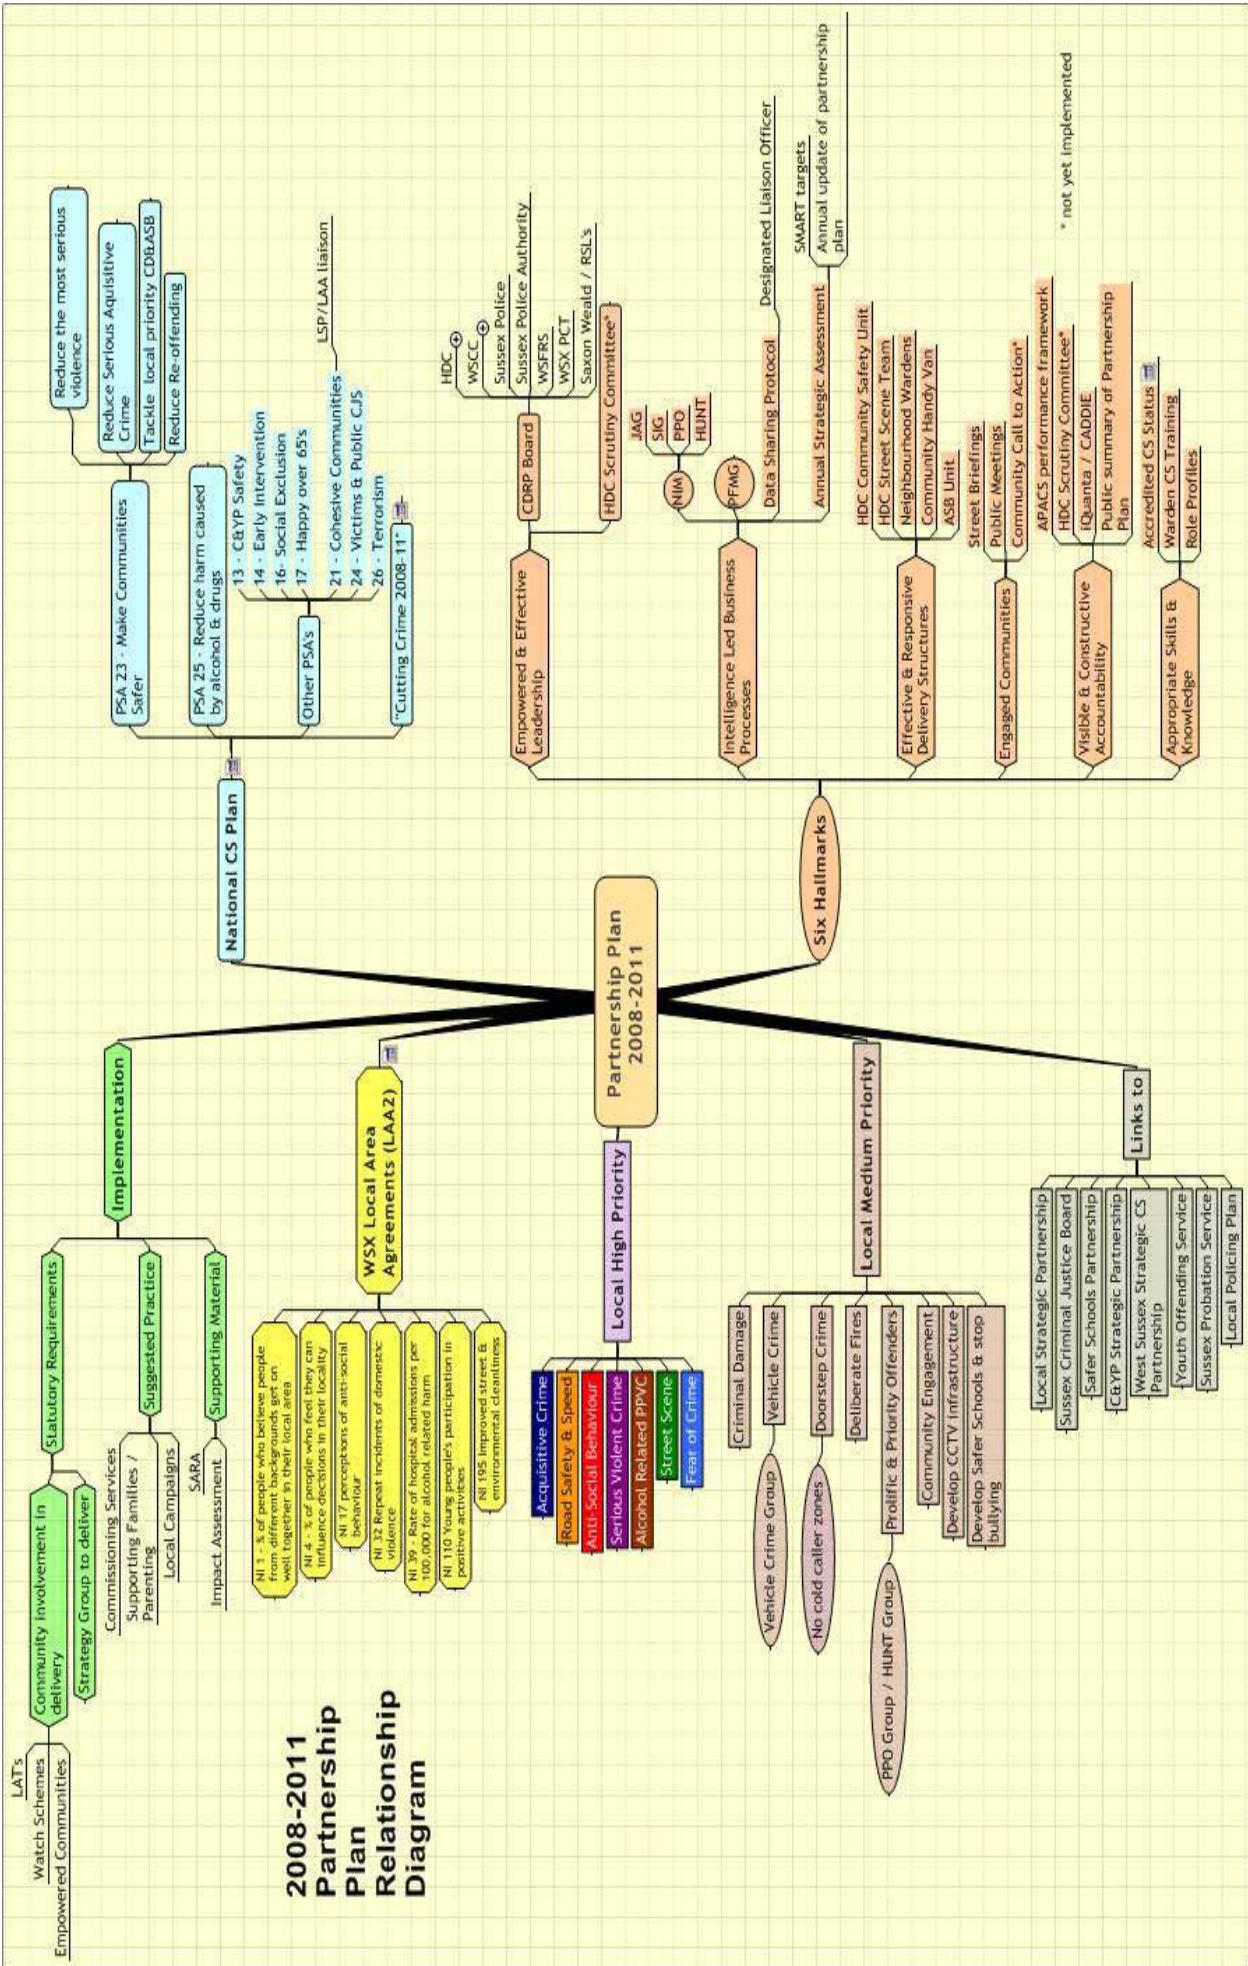 2008-2011
Partnership
Plan
Relationship
Diagram
Partnership Plan
2008-2011
Implementation
Statutory Requirements
Community involvement in
delivery
LAT's
Watch Schemes
Empowered Communities
Strategy Group to deliver
Suggested Practice
Commissioning Services
Supporting Families /
Parenting
Local Campaigns
Supporting Material
SARA
Impact Assessment
WSX Local Area
Agreements (LAA2)
NI 1 - % of people who believe people
from different backgrounds get on
well together in their local area
NI 4 - % of people who feel they can
influence decisions in their locality
NI 17 perceptions of anti-social
behaviour
NI 32 Repeat incidents of domestic
violence
NI 39 - Rate of hospital admissions per
100,000 for alcohol related harm
NI 110 Young people's participation in
positive activities
NI 195 Improved street &
environmental cleanliness
Local High Priority
Acquisitive Crime
Road Safety & Speed
Anti-Social Behaviour
Serious Violent Crime
Alcohol Related PPVC
Street Scene
Fear of Crime
Local Medium Priority
Criminal Damage
Vehicle Crime
Vehicle Crime Group
Doorstep Crime
No cold caller zones
Deliberate Fires
Prolific & Priority Offenders
PPO Group / HUNT Group
Community Engagement
Develop CCTV infrastructure
Develop Safer Schools & stop
bullying
Links to
Local Strategic Partnership
Sussex Criminal Justice Board
Safer Schools Partnership
C&YP Strategic Partnership
West Sussex Strategic CS
Partnership
Youth Offending Service
Sussex Probation Service
Local Policing Plan
National CS Plan
PSA 23 - Make Communities
Safer
Reduce the most serious
violence
Reduce Serious Aquisitive
Crime
Tackle local priority CD&ASB
Reduce Re-offending
PSA 25 - Reduce harm caused
by alcohol & drugs
Other PSA's
13 - C&YP Safety
14 - Early Intervention
16- Social Exclusion
17 - Happy over 65's
21 - Cohesive Communities
LSP/LAA liaison
24 - Victims & Public CJS
26 - Terrorism
"Cutting Crime 2008-11"
Six Hallmarks
Empowered & Effective
Leadership
CDRP Board
HDC
WSCC
Sussex Police
Sussex Police Authority
WSFRS
WSX PCT
Saxon Weald / RSL's
HDC Scrutiny Committee*
Intelligence Led Business
Processes
NIM
JAG
SIG
PPO
HUNT
PFMG
Data Sharing Protocol
Designated Liaison Officer
Annual Strategic Assessment
SMART targets
Annual update of partnership
plan
Effective & Responsive
Delivery Structures
HDC Community Safety Unit
HDC Street Scene Team
Neighbourhood Wardens
Community Handy Van
ASB Unit
Engaged Communities
Street Briefings
Public Meetings
Community Call to Action*
Visible & Constructive
Accountability
APACS performance framework
HDC Scrutiny Committee*
iQuanta / CADDIE
Public summary of Partnership
Plan
Appropriate Skills &
Knowledge
Accredited CS Status
Warden CS Training
Role Profiles
* not yet implemented